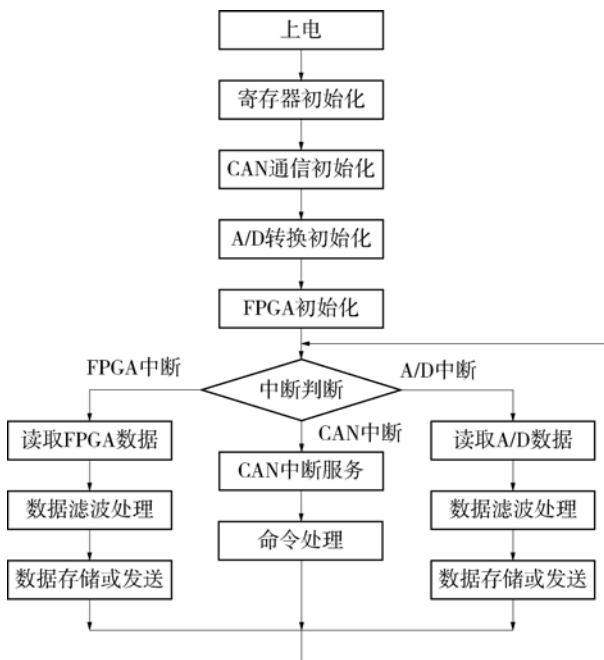 上电
寄存器初始化
CAN通信初始化
A/D转换初始化
FPGA初始化
FPGA中断
中断判断
A/D中断
CAN中断
读取FPGA数据
CAN中断服务
读取A/D数据
数据滤波处理
命令处理
数据滤波处理
数据存储或发送
数据存储或发送